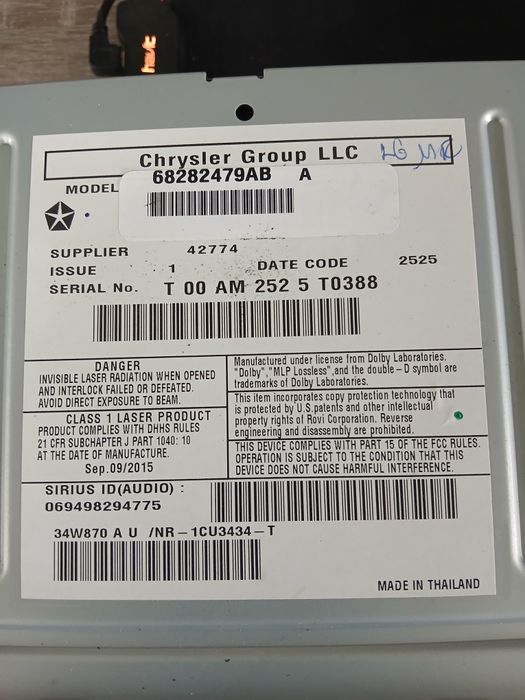 Chrysler Group LLC
68282479AB A
MODEL
SUPPLIER 42774
ISSUE 1 DATE CODE 2525
SERIAL No. T 00 AM 252 5 T0388
DANGER
INVISIBLE LASER RADIATION WHEN OPENED
AND INTERLOCK FAILED OR DEFEATED.
AVOID DIRECT EXPOSURE TO BEAM.
CLASS 1 LASER PRODUCT
PRODUCT COMPLIES WITH DHHS RULES
21 CFR SUBCHAPTER J PART 1040: 10
AT THE DATE OF MANUFACTURE.
Sep.09/2015
Manufactured under license from Dolby Laboratories.
"Dolby","MLP Lossless",and the double-D symbol are
trademarks of Dolby Laboratories.
This item incorporates copy protection technology that
is protected by U.S.patents and other intellectual
property rights of Rovi Corporation. Reverse
engineering and disassembly are prohibited.
THIS DEVICE COMPLIES WITH PART 15 OF THE FCC RULES.
OPERATION IS SUBJECT TO THE CONDITION THAT THIS
DEVICE DOES NOT CAUSE HARMFUL INTERFERENCE.
SIRIUS ID(AUDIO) :
069498294775
34W870 A U /NR-1CU3434-T
MADE IN THAILAND